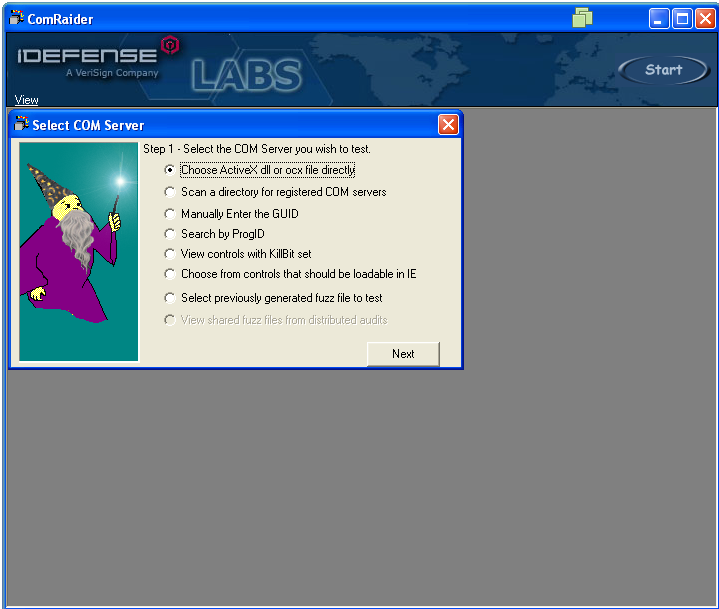 ComRaider
IDEFENSE
A VeriSign Company
LABS
Start
View
Select COM Server
Step 1 - Select the COM Server you wish to test.
Choose ActiveX dll or ocx file directly
Scan a directory for registered COM servers
Manually Enter the GUID
Search by ProgID
View controls with KillBit set
Choose from controls that should be loadable in IE
Select previously generated fuzz file to test
View shared fuzz files from distributed audits
Next